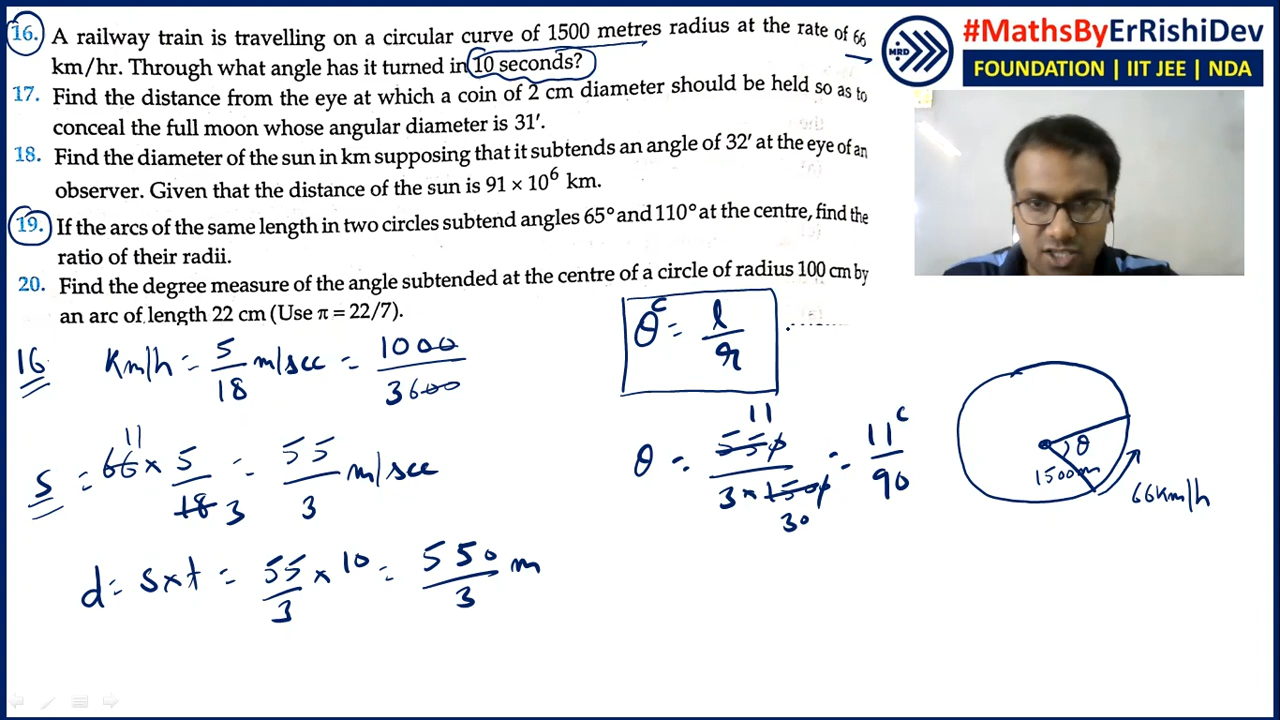 16. A railway train is travelling on a circular curve of 1500 metres radius at the rate of 66
km/hr. Through what angle has it turned in 10 seconds?
17. Find the distance from the eye at which a coin of 2 cm diameter should be held so as to
conceal the full moon whose angular diameter is 31′.
18. Find the diameter of the sun in km supposing that it subtends an angle of 32′ at the eye of an
observer. Given that the distance of the sun is 91 × 10⁶ km.
19. If the arcs of the same length in two circles subtend angles 65° and 110° at the centre, find the
ratio of their radii.
20. Find the degree measure of the angle subtended at the centre of a circle of radius 100 cm by
an arc of length 22 cm (Use π = 22/7).
#MathsByErRishiDev
MRD
FOUNDATION | IIT JEE | NDA
16 Km/h = 5/18 m/sec = 1000/3600
θᶜ = l/r
S = 66 11 × 5/18 3 = 55/3 m/sec
θ = 550 11/3 × 1500 30 = 11ᶜ/90
θ
1500m
66Km/h
d = s×t = 55/3 × 10 = 550/3 m